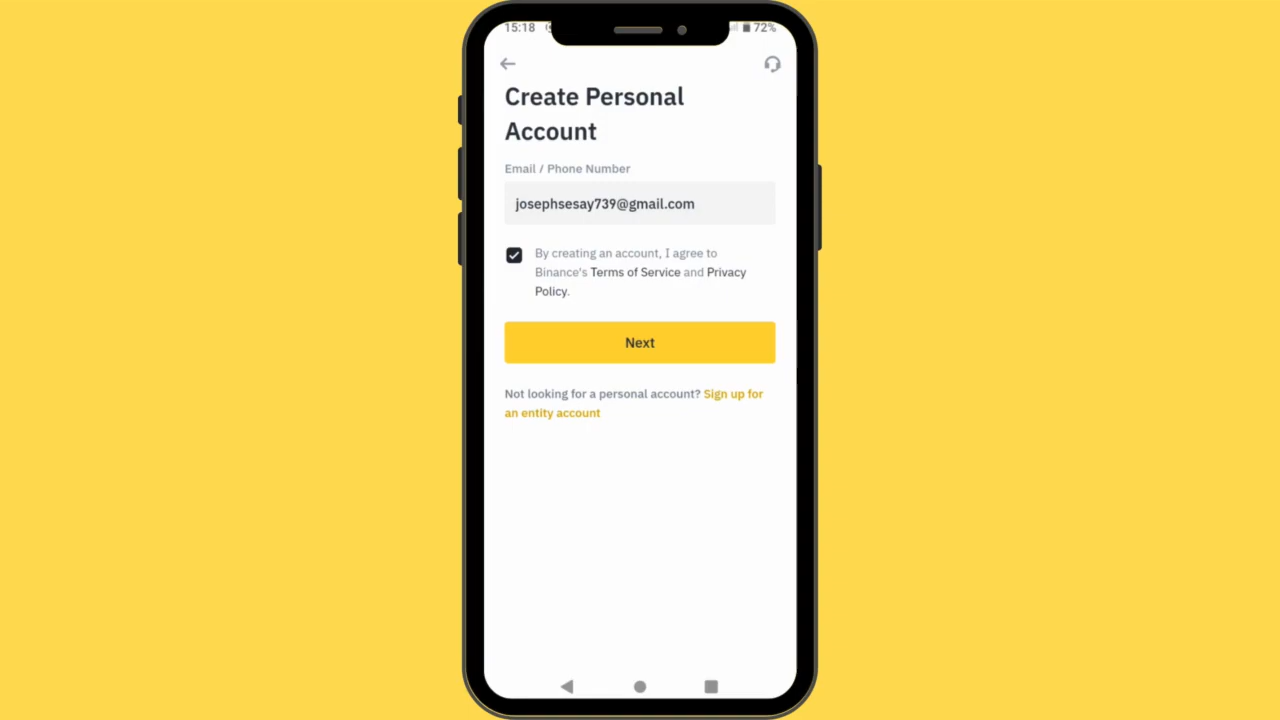 15:18 72%
Create Personal
Account
Email / Phone Number
josephsesay739@gmail.com
By creating an account, I agree to
Binance's Terms of Service and Privacy
Policy.
Next
Not looking for a personal account? Sign up for
an entity account